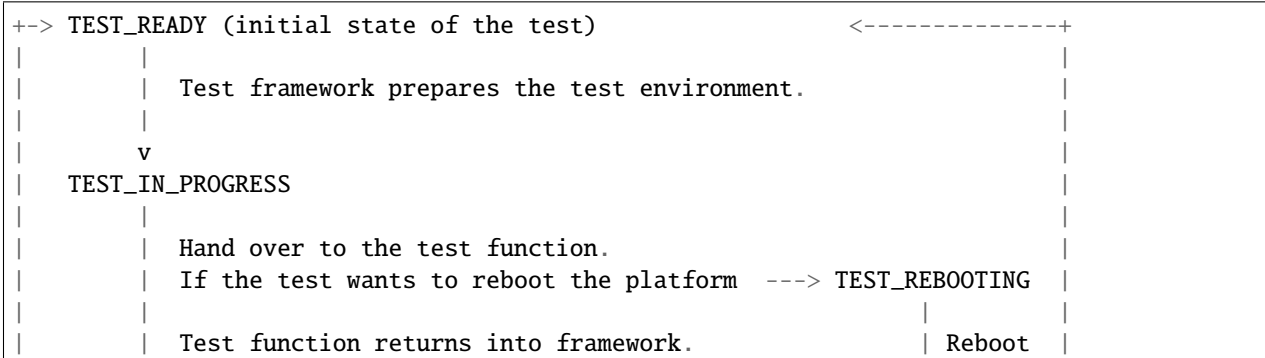 +-> TEST_READY (initial state of the test)                   <--------------+
|        |                                                                  |
|        |  Test framework prepares the test environment.                   |
|        |                                                                  |
|        v                                                                  |
|   TEST_IN_PROGRESS                                                        |
|        |                                                                  |
|        |  Hand over to the test function.                                 |
|        |  If the test wants to reboot the platform  ---> TEST_REBOOTING  |
|        |                                                       |          |
|        |  Test function returns into framework.                | Reboot  |